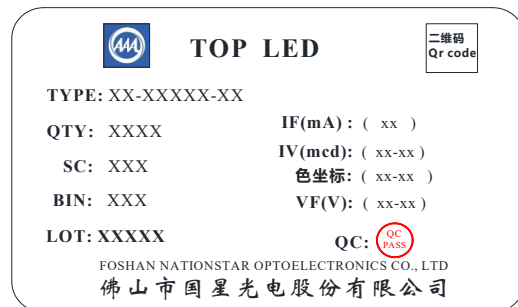 AAA
TOP LED
二维码
Qr code
TYPE: XX-XXXXX-XX
QTY: XXXX
IF(mA) : ( xx )
IV(mcd): ( xx-xx )
SC: XXX
色坐标: ( xx-xx )
BIN: XXX
VF(V): ( xx-xx )
LOT: XXXXX
QC:
QC
PASS
FOSHAN NATIONSTAR OPTOELECTRONICS CO., LTD
佛山市国星光电股份有限公司